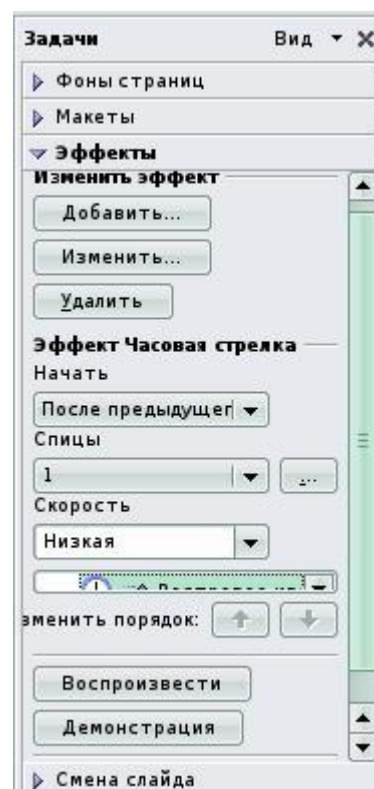 Задачи Вид
Фоны страниц
Макеты
Эффекты
Изменить эффект
Добавить...
Изменить...
Удалить
Эффект Часовая стрелка
Начать
После предыдущег
Спицы
1 ...
Скорость
Низкая
зменить порядок:
Воспроизвести
Демонстрация
Смена слайда